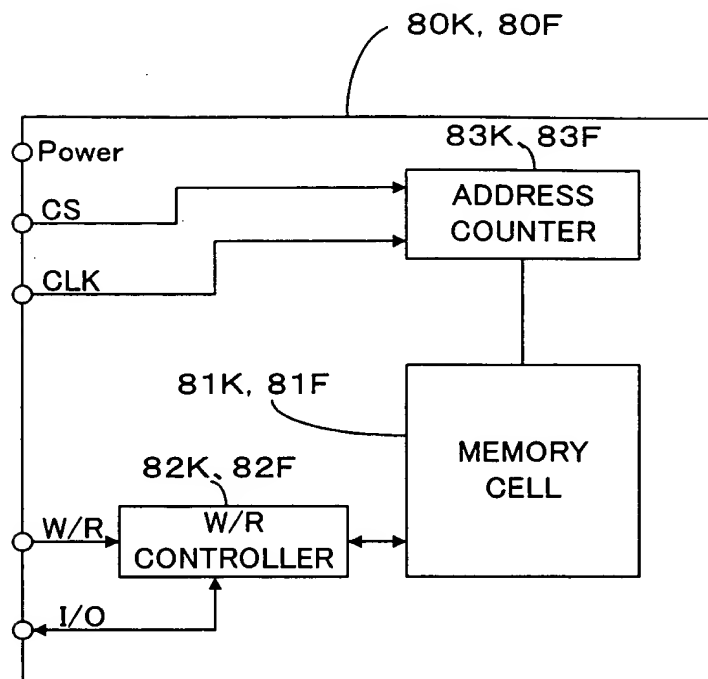 80K, 80F
Power
83K, 83F
CS
ADDRESS
COUNTER
CLK
81K, 81F
MEMORY
CELL
82K、82F
W/R
W/R
CONTROLLER
I/O